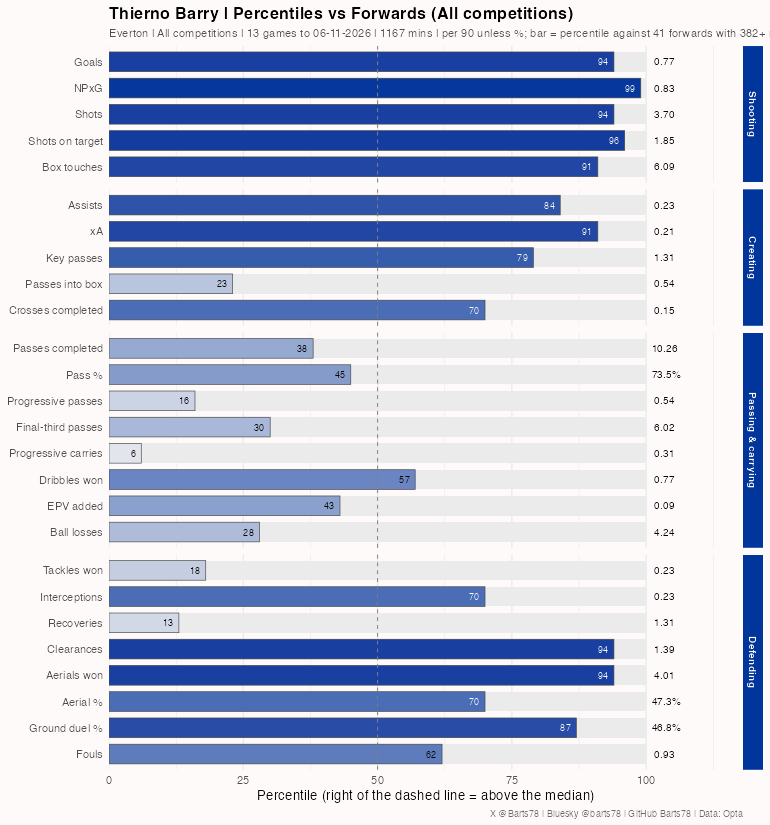 Thierno Barry | Percentiles vs Forwards (All competitions)
Everton | All competitions | 13 games to 06-11-2026 | 1167 mins | per 90 unless %; bar = percentile against 41 forwards with 382+
Goals 94 0.77
NPxG 99 0.83
Shots 94 3.70
Shots on target 96 1.85
Box touches 91 6.09
Shooting
Assists 84 0.23
xA 91 0.21
Key passes 79 1.31
Passes into box 23 0.54
Crosses completed 70 0.15
Creating
Passes completed 38 10.26
Pass % 45 73.5%
Progressive passes 16 0.54
Final-third passes 30 6.02
Progressive carries 6 0.31
Dribbles won 57 0.77
EPV added 43 0.09
Ball losses 28 4.24
Passing & carrying
Tackles won 18 0.23
Interceptions 70 0.23
Recoveries 13 1.31
Clearances 94 1.39
Aerials won 94 4.01
Aerial % 70 47.3%
Ground duel % 87 46.8%
Fouls 62 0.93
Defending
0 25 50 75 100
Percentile (right of the dashed line = above the median)
X @Barts78 | Bluesky @barts78 | GitHub Barts78 | Data: Opta